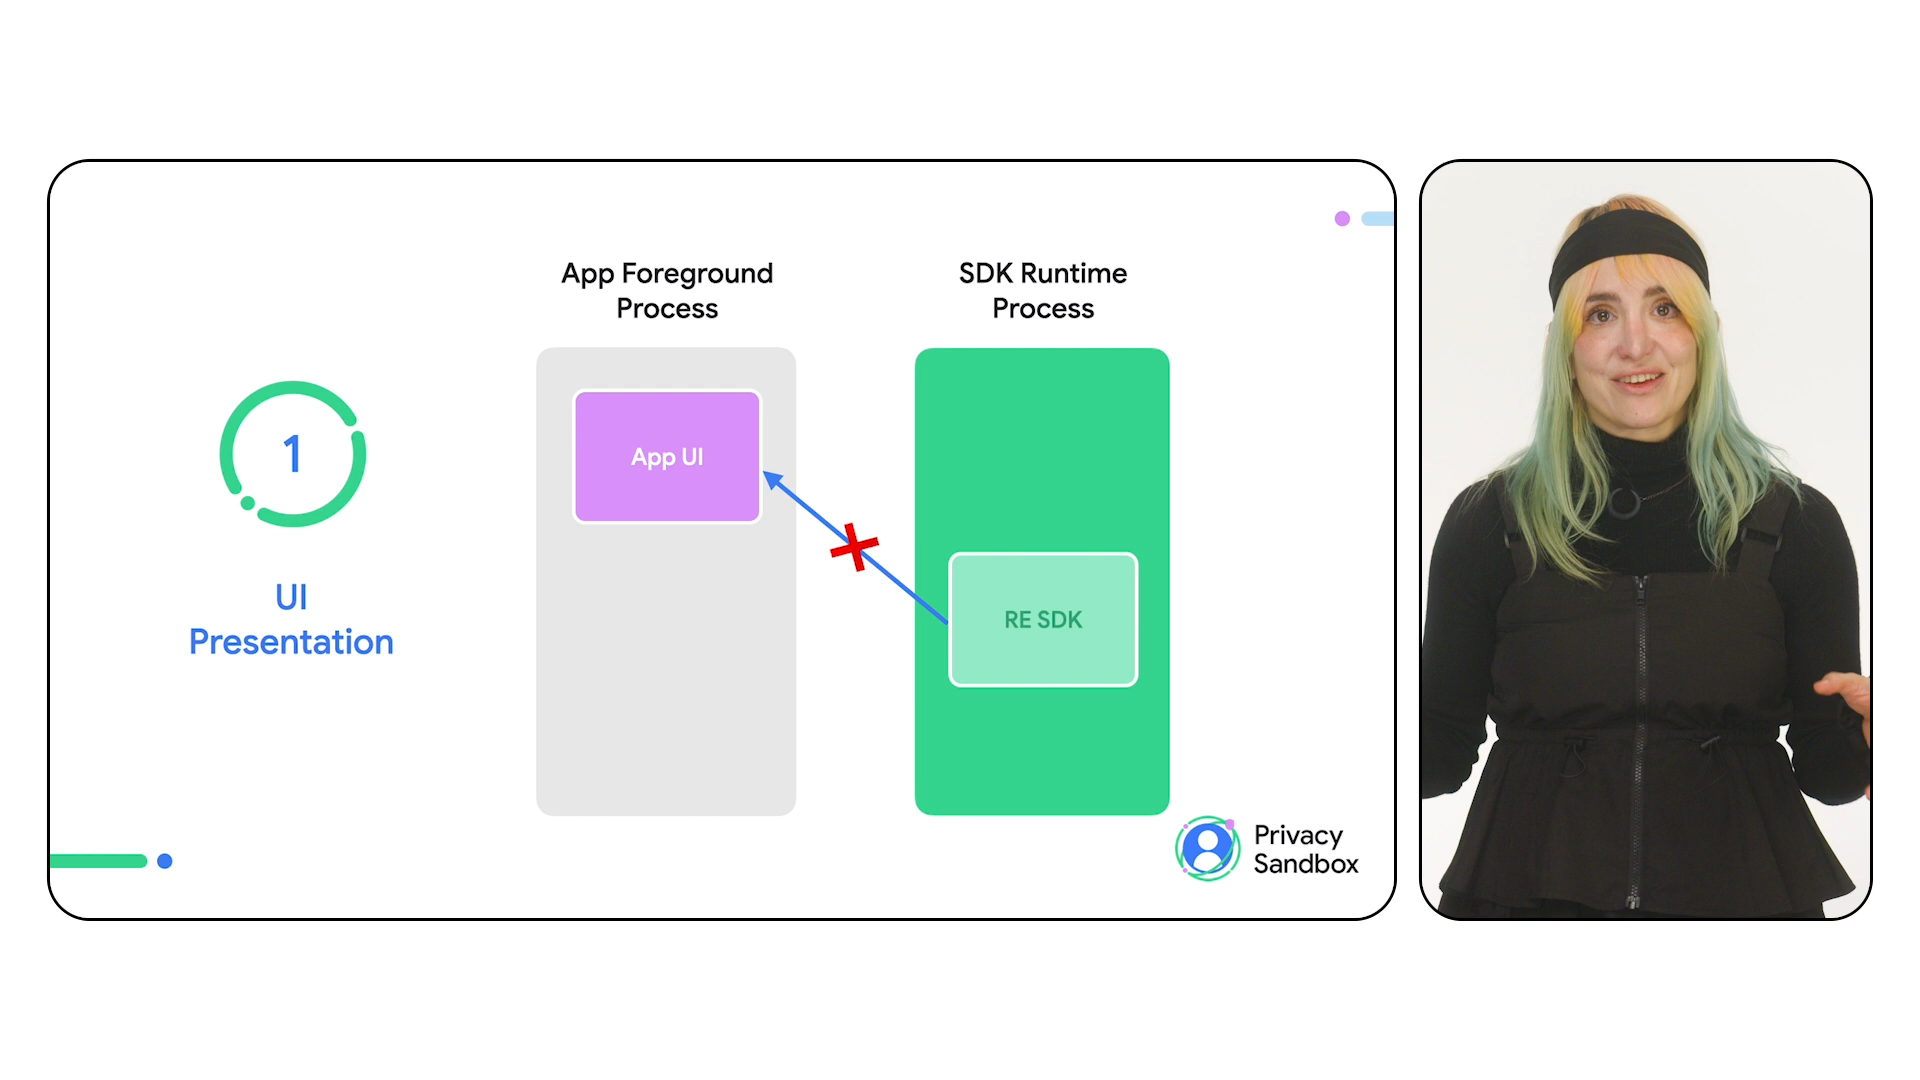 App Foreground
Process
SDK Runtime
Process
1
App UI
UI
Presentation
RE SDK
Privacy
Sandbox